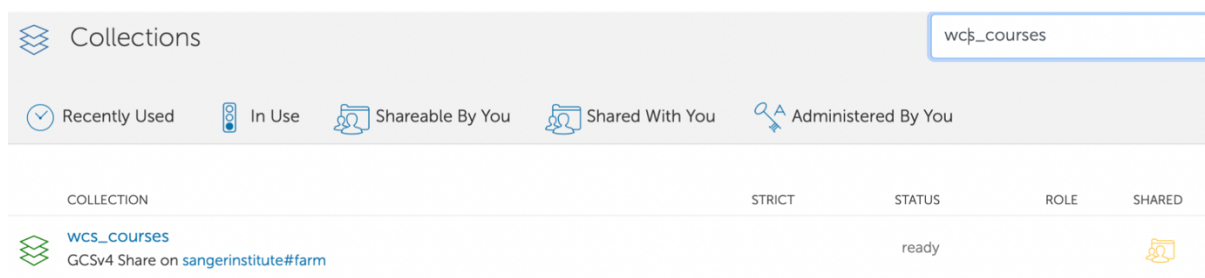 Collections
wcs_courses
Recently Used
In Use
Shareable By You
Shared With You
Administered By You
COLLECTION STRICT STATUS ROLE SHARED
wcs_courses
GCSv4 Share on sangerinstitute#farm
ready